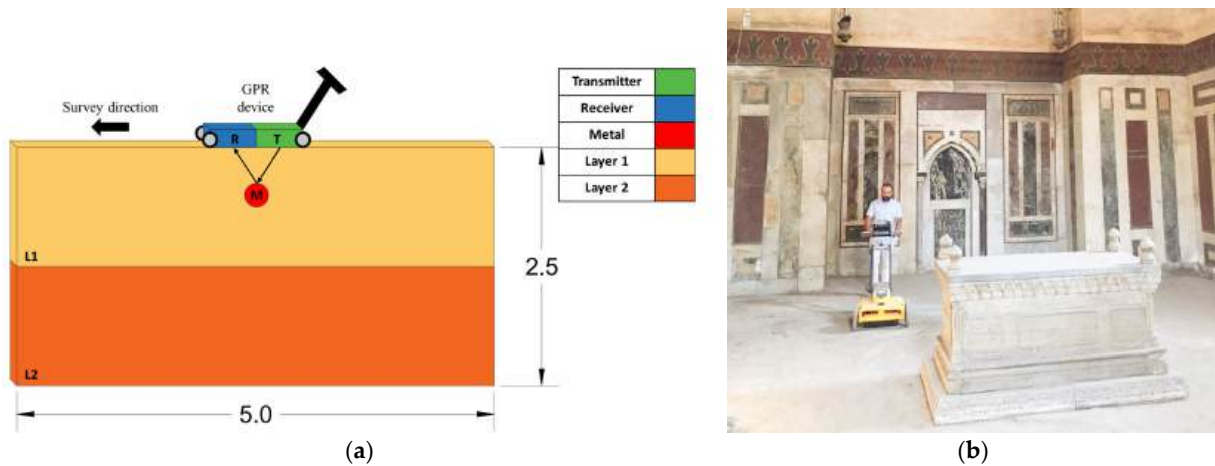 GPR
Survey direction
device
R
T
M
L1
L2
2.5
5.0
Transmitter
Receiver
Metal
Layer 1
Layer 2
(a)
(b)